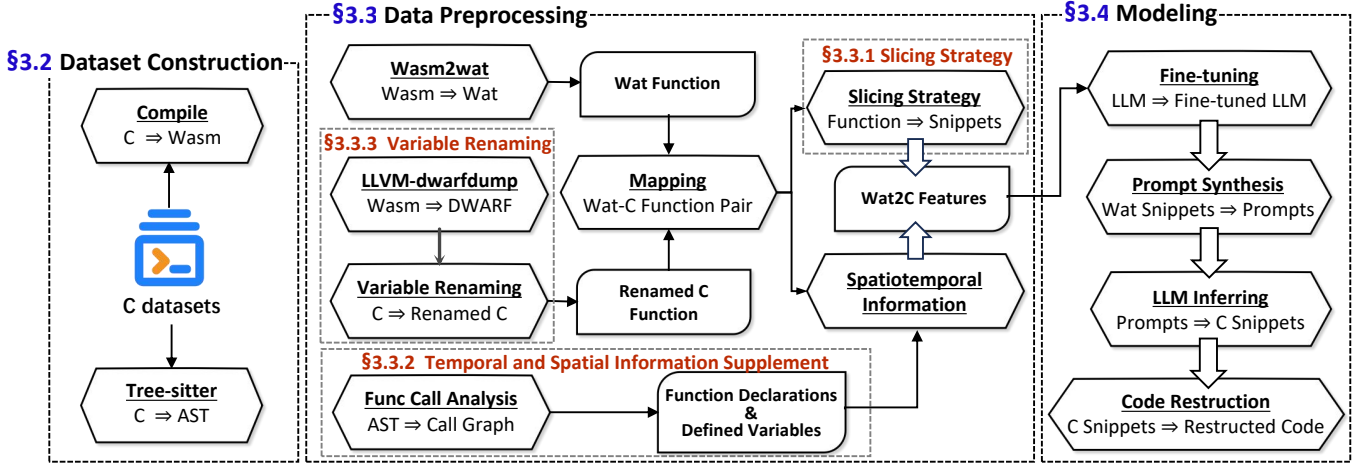 §3.2 Dataset Construction
Compile
C ⇒ Wasm
C datasets
Tree-sitter
C ⇒ AST
§3.3 Data Preprocessing
Wasm2wat
Wasm ⇒ Wat
Wat Function
§3.3.3 Variable Renaming
LLVM-dwarfdump
Wasm ⇒ DWARF
Variable Renaming
C ⇒ Renamed C
Renamed C
Function
Mapping
Wat-C Function Pair
§3.3.1 Slicing Strategy
Slicing Strategy
Function ⇒ Snippets
Wat2C Features
Spatiotemporal
Information
§3.3.2 Temporal and Spatial Information Supplement
Func Call Analysis
AST ⇒ Call Graph
Function Declarations
&
Defined Variables
§3.4 Modeling
Fine-tuning
LLM ⇒ Fine-tuned LLM
Prompt Synthesis
Wat Snippets ⇒ Prompts
LLM Inferring
Prompts ⇒ C Snippets
Code Restruction
C Snippets ⇒ Restructed Code